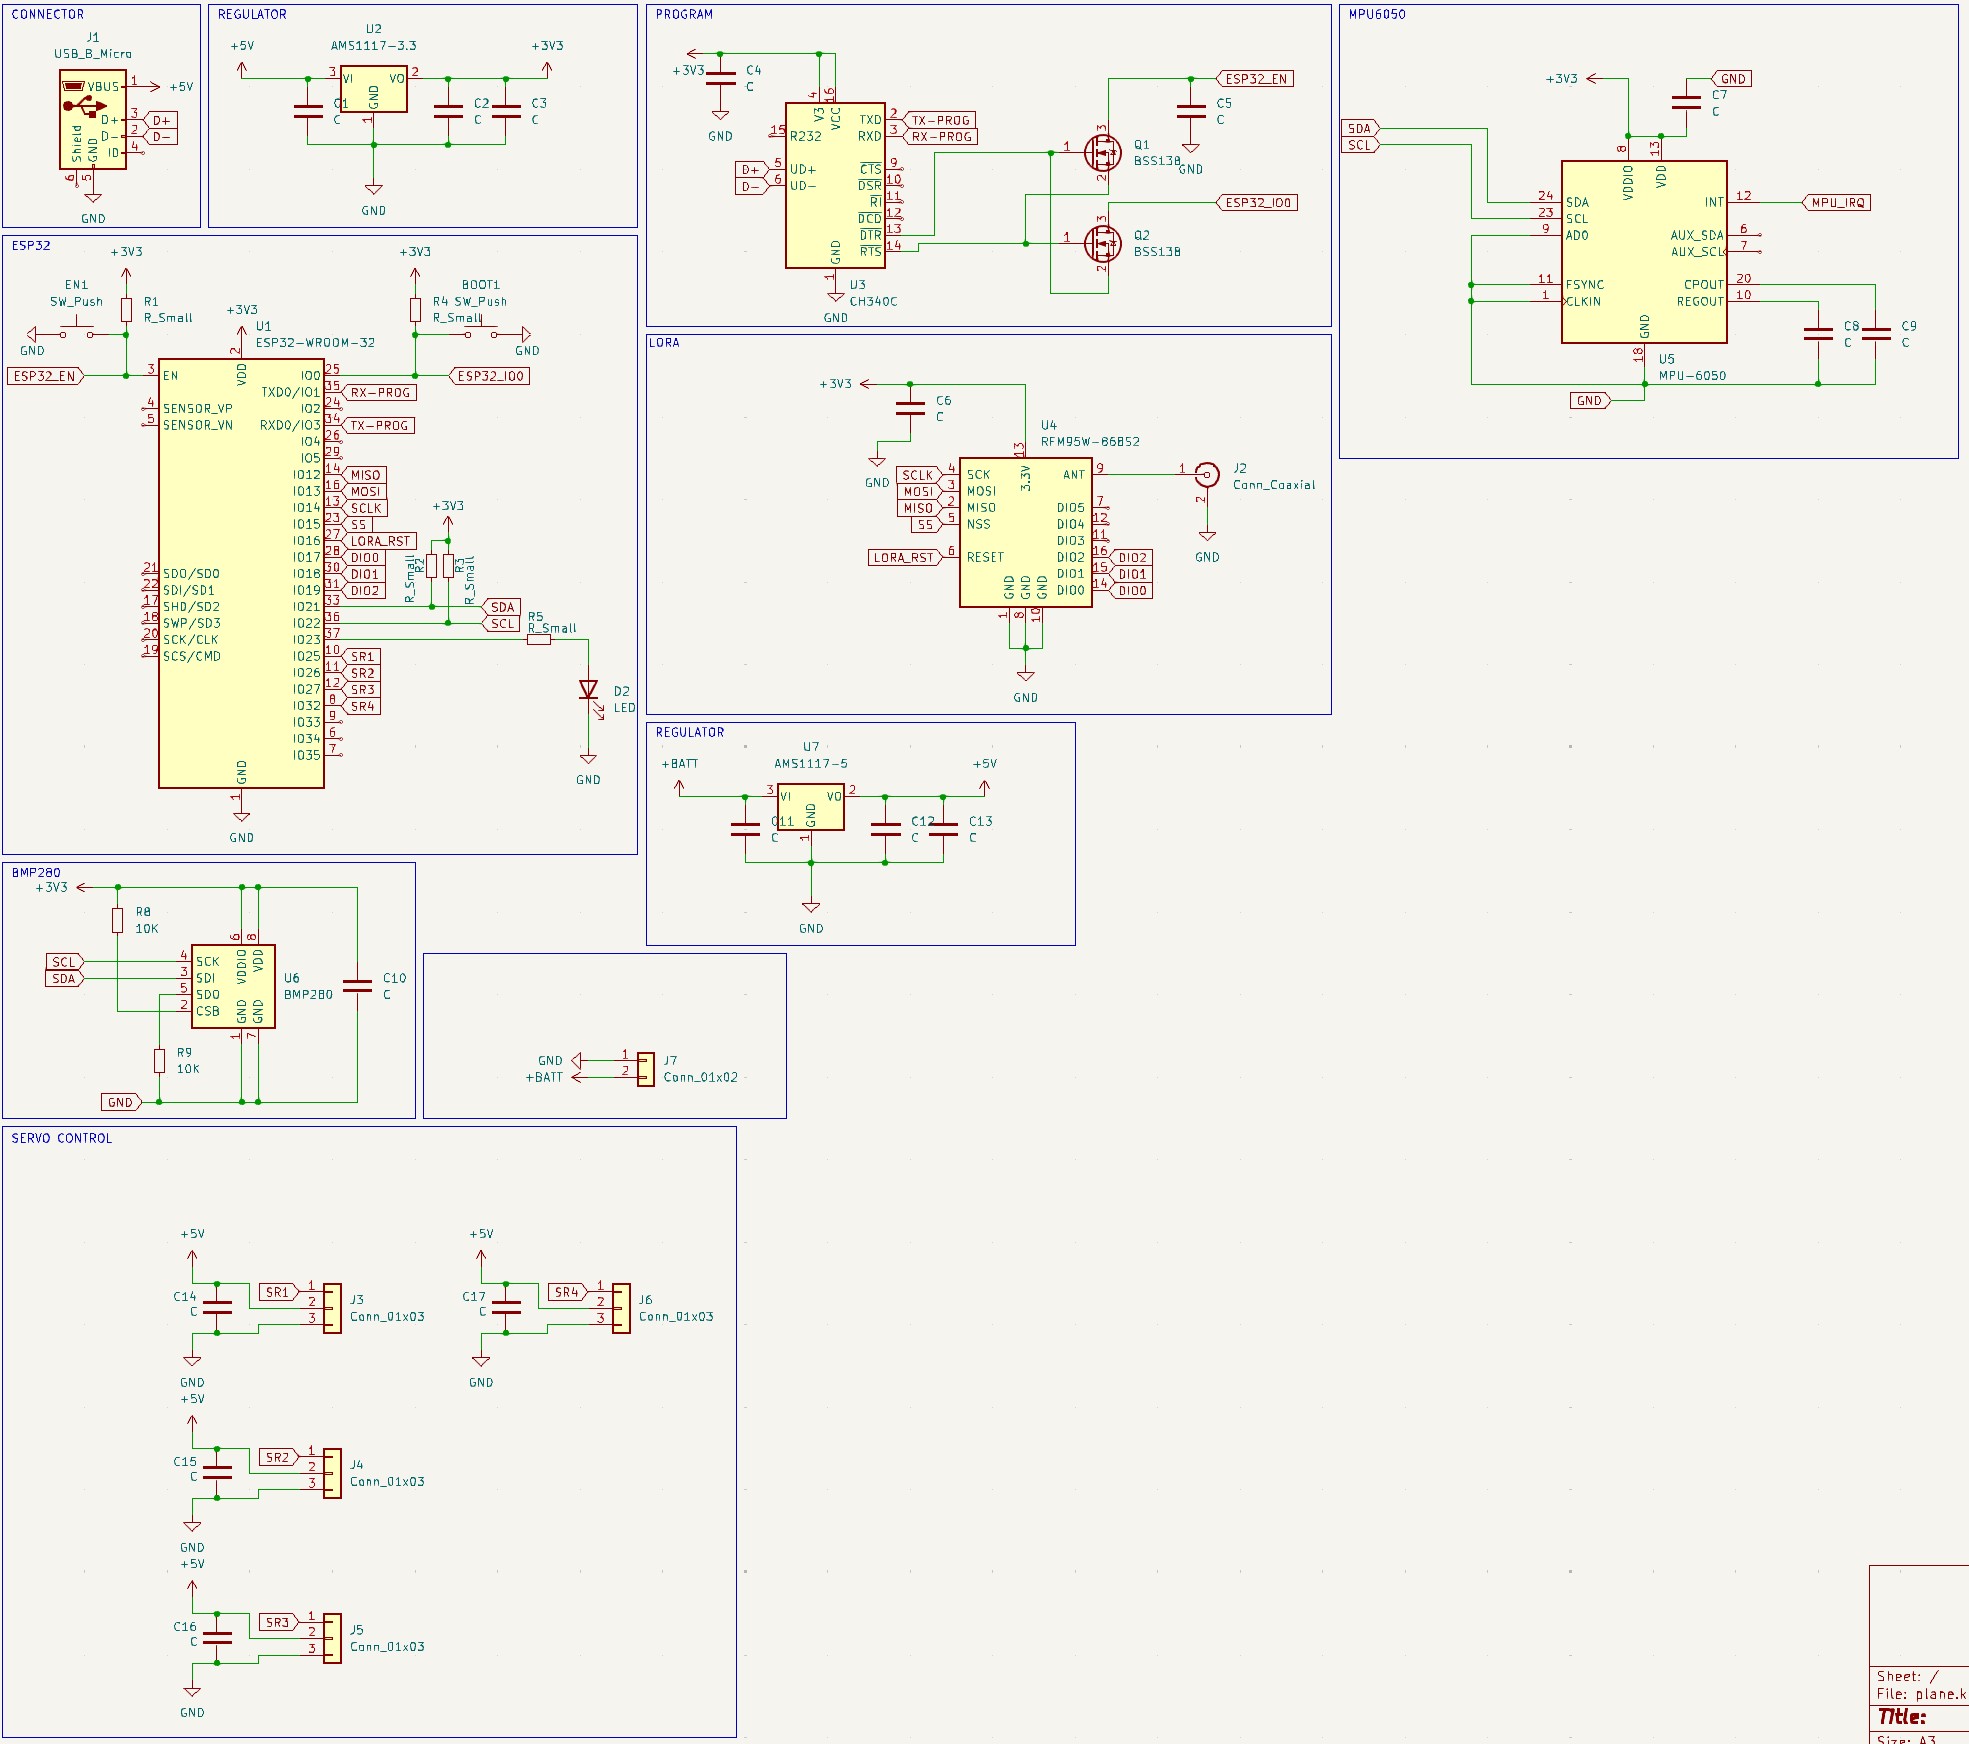 CONNECTOR
J1
USB_B_Micro
VBUS 1 +5V
D+ 3 D+
D- 2 D-
ID 4
Shield
GND
6
5
GND
REGULATOR
U2
AMS1117-3.3
+5V
+3V3
3 VI
VO 2
GND
1
C1
C
C2
C
C3
C
GND
PROGRAM
+3V3
C4
C
GND
4
16
V3
VCC
15 R232
5 UD+
D+
6 UD-
D-
TXD 2 TX-PROG
RXD 3 RX-PROG
CTS 9
DSR 10
RI 11
DCD 12
DTR 13
RTS 14
GND
1
U3
CH340C
GND
ESP32_EN
C5
C
GND
1
3
2
Q1
BSS138
ESP32_IO0
1
3
2
Q2
BSS138
MPU6050
+3V3
GND
C7
C
SDA
SCL
8
13
VDDIO
VDD
24 SDA
23 SCL
9 AD0
11 FSYNC
1 CLKIN
INT 12 MPU_IRQ
AUX_SDA 6
AUX_SCL 7
CPOUT 20
REGOUT 10
GND
18
U5
MPU-6050
C8
C
C9
C
GND
ESP32
+3V3
EN1
SW_Push
R1
R_Small
GND
ESP32_EN
+3V3
U1
ESP32-WROOM-32
+3V3
BOOT1
R4 SW_Push
R_Small
GND
2
VDD
3 EN
4 SENSOR_VP
5 SENSOR_VN
21 SDO/SD0
22 SDI/SD1
17 SHD/SD2
18 SWP/SD3
20 SCK/CLK
19 SCS/CMD
IO0 25 ESP32_IO0
TXD0/IO1 35 RX-PROG
IO2 24
RXD0/IO3 34 TX-PROG
IO4 26
IO5 29
IO12 14 MISO
IO13 16 MOSI
IO14 13 SCLK
IO15 23 SS
IO16 27 LORA_RST
IO17 28 DIO0
IO18 30 DIO1
IO19 31 DIO2
IO21 33 SDA
IO22 36 SCL
IO23 37
IO25 10 SR1
IO26 11 SR2
IO27 12 SR3
IO32 8 SR4
IO33 9
IO34 6
IO35 7
+3V3
R2
R_Small
R3
R_Small
R5
R_Small
D2
LED
GND
GND
1
GND
LORA
+3V3
C6
C
GND
U4
RFM95W-868S2
13
3.3V
SCLK 4 SCK
MOSI 3 MOSI
MISO 2 MISO
SS 5 NSS
LORA_RST 6 RESET
ANT 9
DIO5 7
DIO4 12
DIO3 11
DIO2 16 DIO2
DIO1 15 DIO1
DIO0 14 DIO0
GND
GND
GND
1
8
10
GND
1
2
J2
Conn_Coaxial
GND
REGULATOR
U7
AMS1117-5
+BATT
+5V
3 VI
VO 2
GND
1
C11
C
C12
C
C13
C
GND
BMP280
+3V3
R8
10K
6
8
VDDIO
VDD
SCL 4 SCK
SDA 3 SDI
5 SDO
2 CSB
GND
GND
1
7
U6
BMP280
C10
C
R9
10K
GND
GND 1
+BATT 2
J7
Conn_01x02
SERVO CONTROL
+5V
C14
C
SR1 1
2
3
J3
Conn_01x03
GND
+5V
C17
C
SR4 1
2
3
J6
Conn_01x03
GND
+5V
C15
C
SR2 1
2
3
J4
Conn_01x03
GND
+5V
C16
C
SR3 1
2
3
J5
Conn_01x03
GND
Sheet: /
File: plane.k
Title:
Size: A3